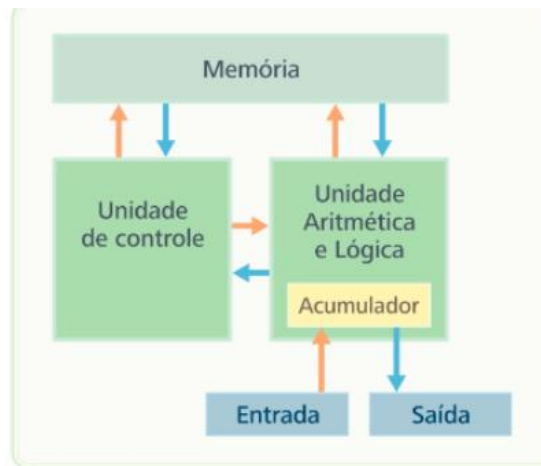 Memória
Unidade
de controle
Unidade
Aritmética
e Lógica
Acumulador
Entrada
Saída